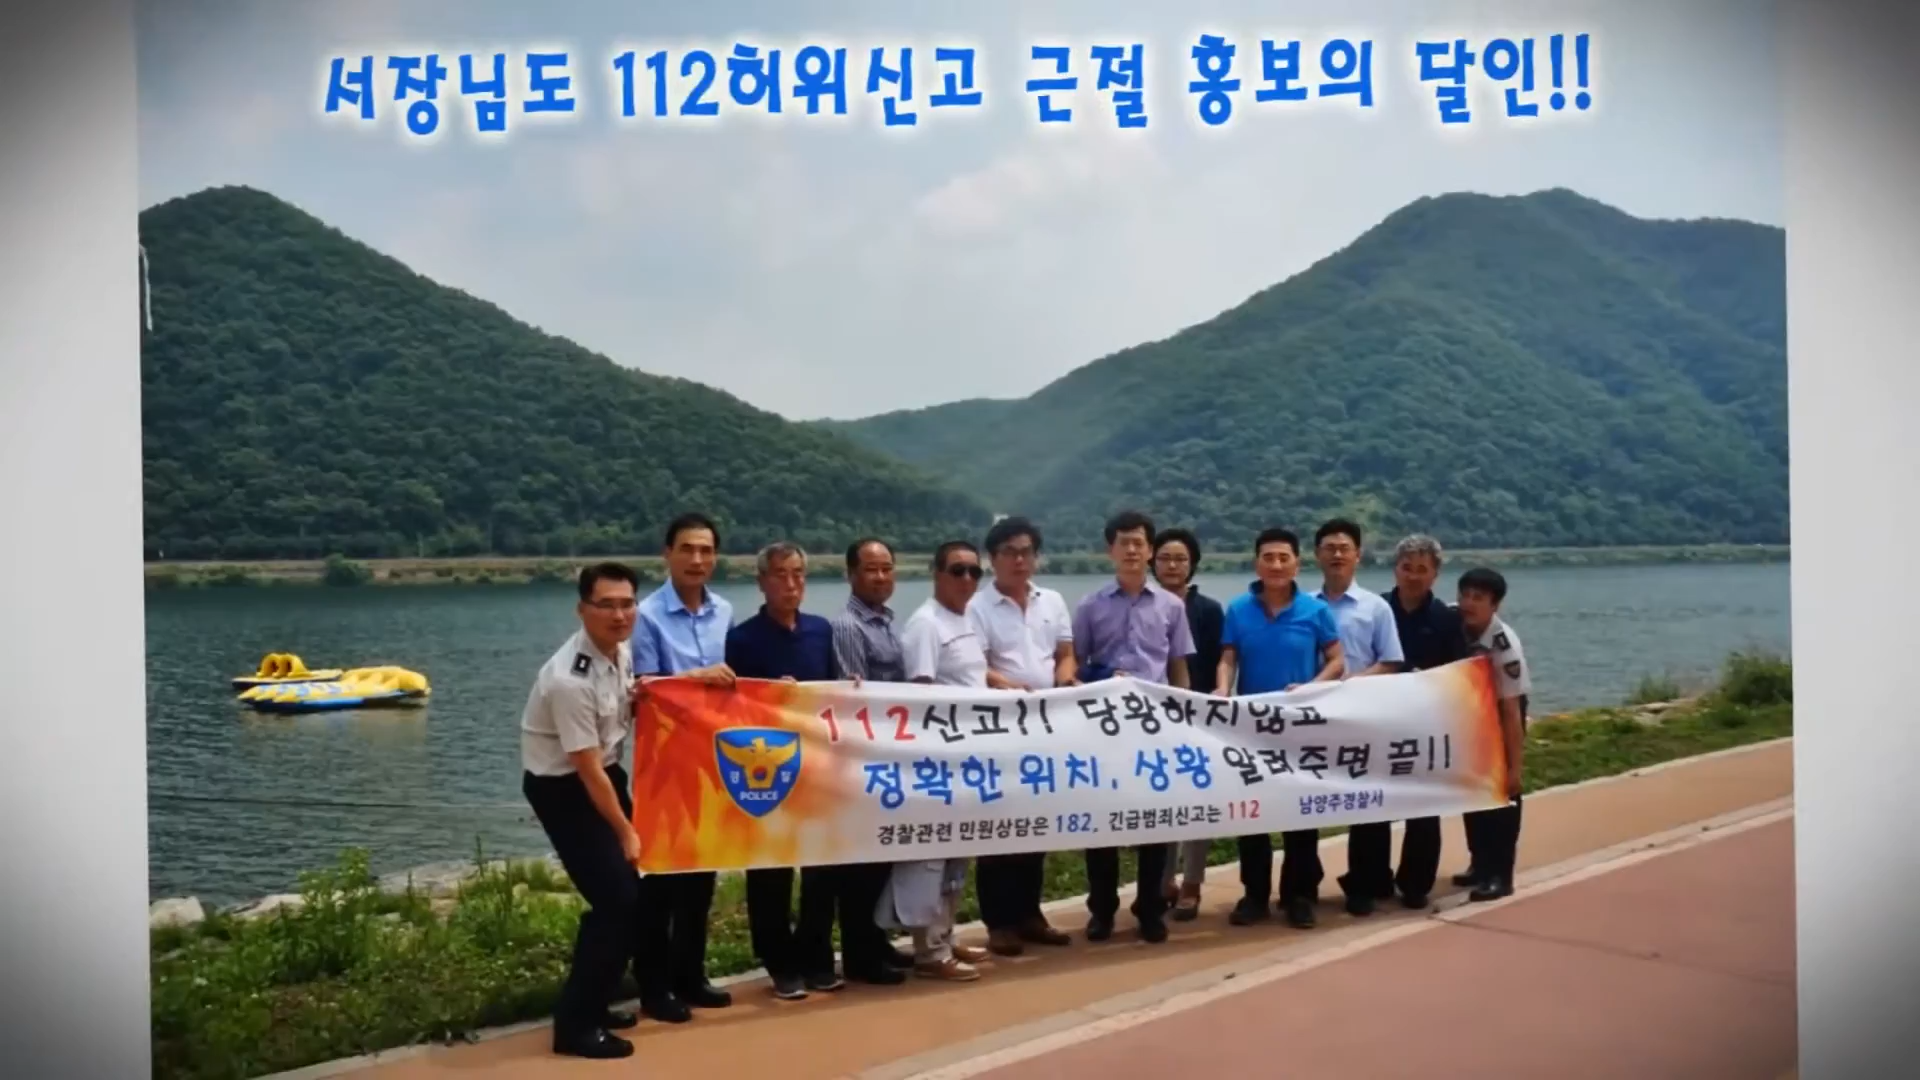 서장님도 112허위신고 근절 홍보의 달인!!
112신고?! 당황하지않고
정확한 위치, 상황 알려주면 끝!!
경찰관련 민원상담은 182, 긴급범죄신고는 112 남양주경찰서
경 찰
POLICE